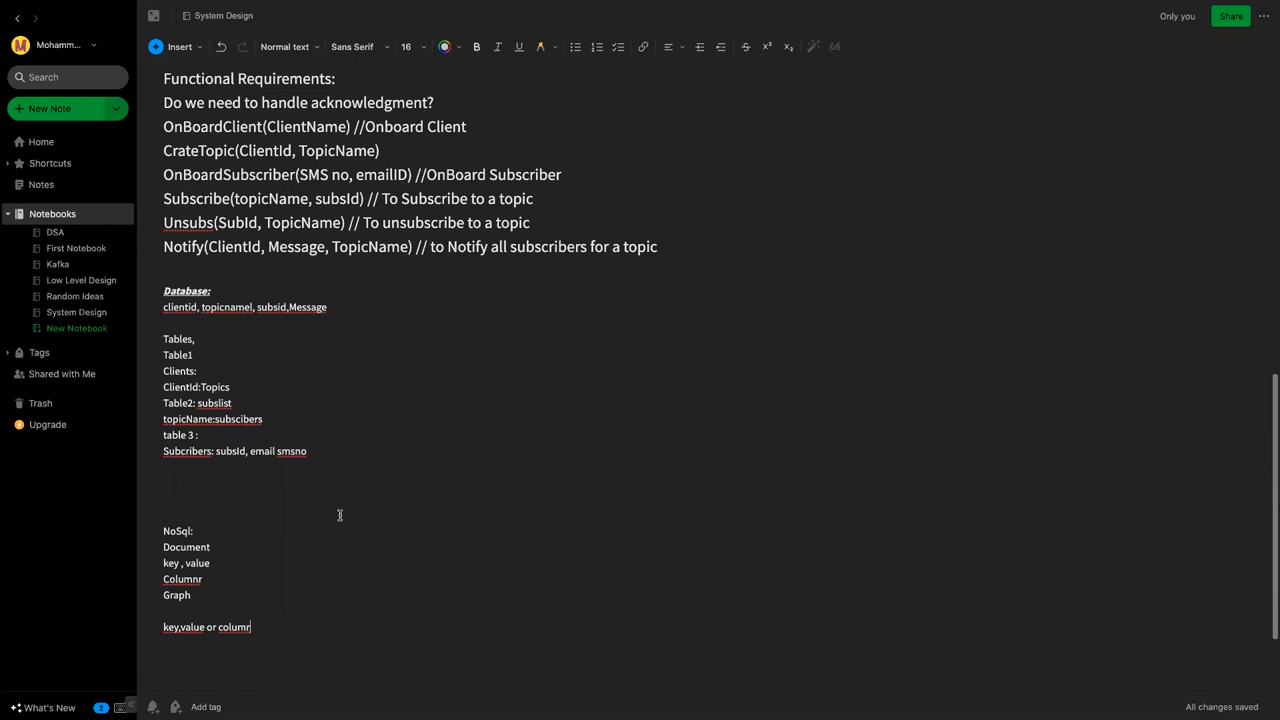 System Design
Only you
Share
M
Mohamm...
Insert
Normal text
Sans Serif
16
B
I
U
A
Search
New Note
Home
Shortcuts
Notes
Notebooks
DSA
First Notebook
Kafka
Low Level Design
Random Ideas
System Design
New Notebook
Tags
Shared with Me
Trash
Upgrade
What's New
2
Functional Requirements:
Do we need to handle acknowledgment?
OnBoardClient(ClientName) //Onboard Client
CrateTopic(ClientId, TopicName)
OnBoardSubscriber(SMS no, emailID) //OnBoard Subscriber
Subscribe(topicName, subsId) // To Subscribe to a topic
Unsubs(SubId, TopicName) // To unsubscribe to a topic
Notify(ClientId, Message, TopicName) // to Notify all subscribers for a topic
Database:
clientid, topicnamel, subsid,Message
Tables,
Table1
Clients:
ClientId:Topics
Table2: subslist
topicName:subscibers
table 3 :
Subcribers: subsId, email smsno
NoSql:
Document
key , value
Columnr
Graph
key,value or columr
Add tag
All changes saved